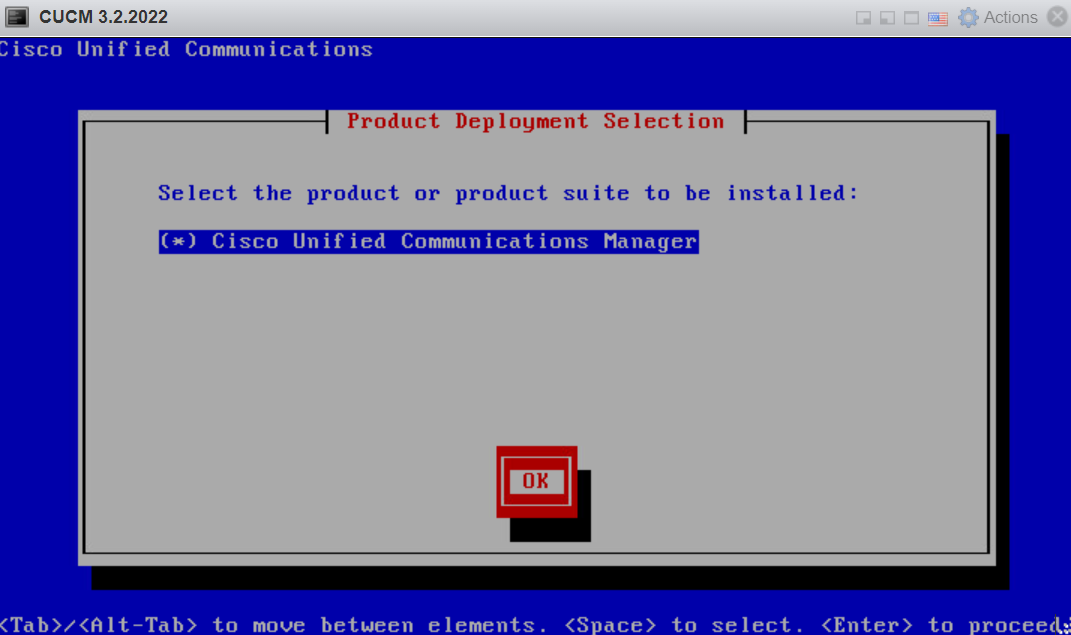 CUCM 3.2.2022
Actions
Cisco Unified Communications
Product Deployment Selection
Select the product or product suite to be installed:
(*) Cisco Unified Communications Manager
OK
<Tab>/<Alt-Tab> to move between elements. <Space> to select. <Enter> to proceed.